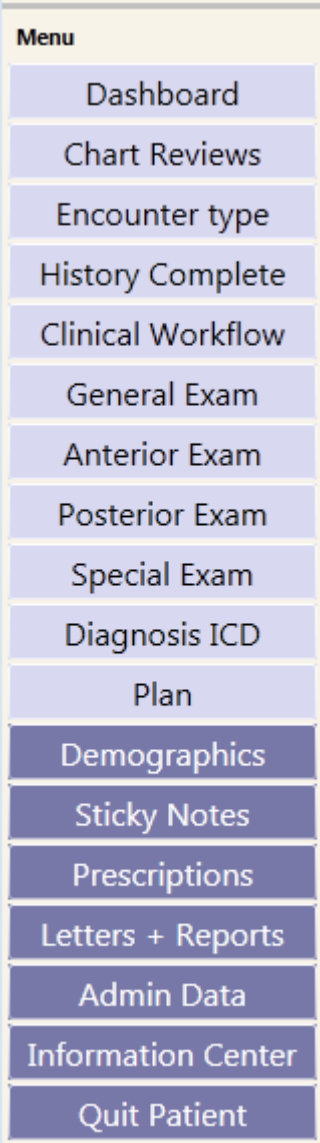 Menu
Dashboard
Chart Reviews
Encounter type
History Complete
Clinical Workflow
General Exam
Anterior Exam
Posterior Exam
Special Exam
Diagnosis ICD
Plan
Demographics
Sticky Notes
Prescriptions
Letters + Reports
Admin Data
Information Center
Quit Patient